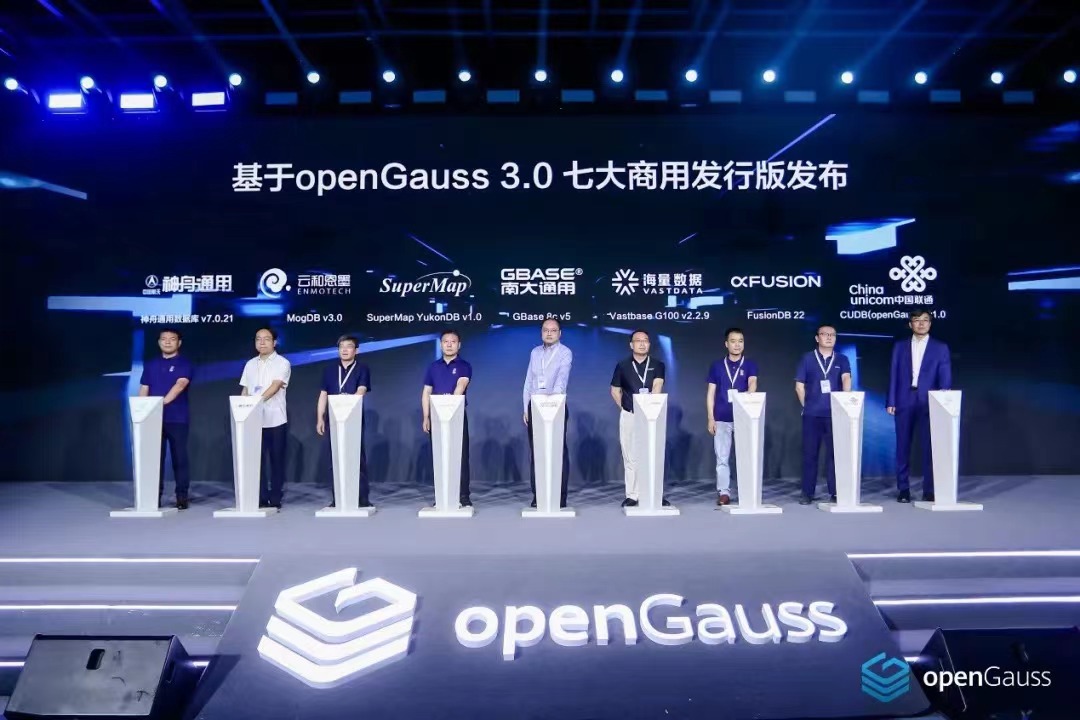 基于openGauss 3.0 七大商用发行版发布
神舟通用
神舟通用数据库 v7.0.21
云和恩墨
ENMOTECH
MogDB v3.0
SuperMap
SuperMap YukonDB v1.0
GBASE®
南大通用
GBase 8c v5
海量数据
VASTDATA
Vastbase G100 v2.2.9
FUSION
FusionDB 22
China
unicom中国联通
CUDB(openGau
1.0
openGauss
openGauss